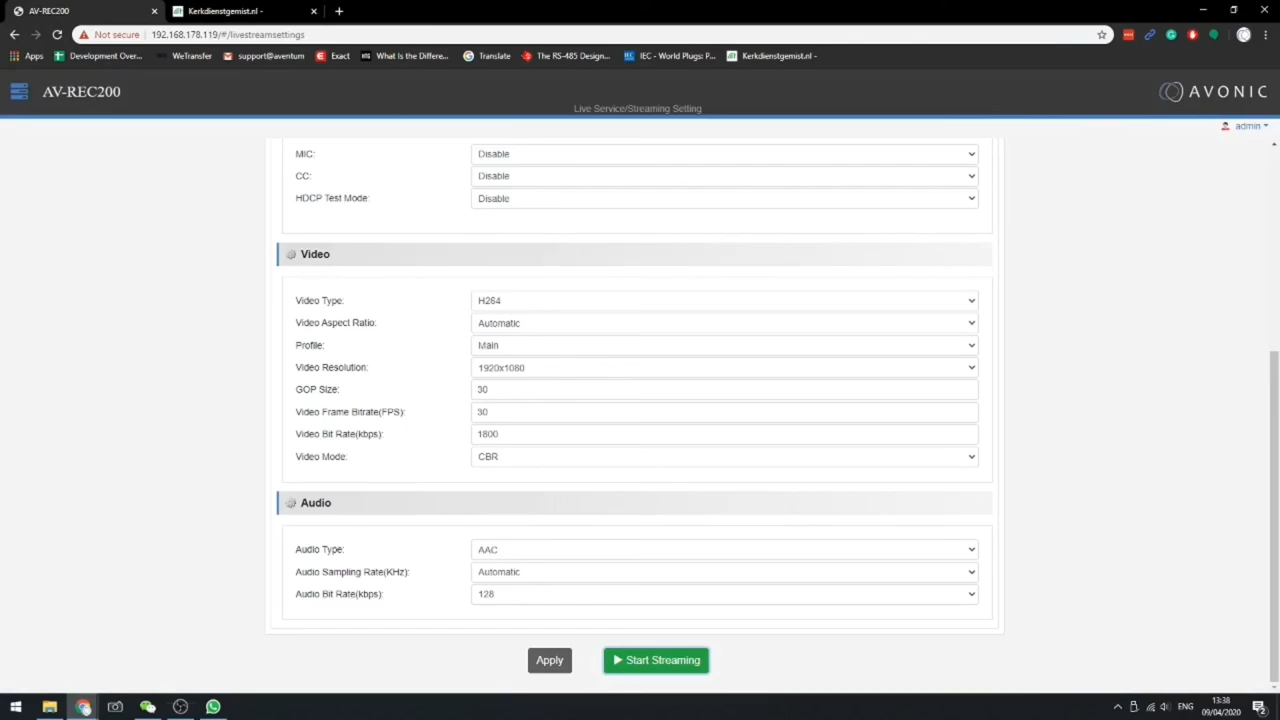 AV-REC200
Kerkdienstgemist.nl -
Not secure
192.168.178.119/#/livestreamsettings
Apps
Development Over...
WeTransfer
support@aventum
Exact
What Is the Differe...
Translate
The RS-485 Design...
IEC - World Plugs: P...
Kerkdienstgemist.nl -
AV-REC200
Live Service/Streaming Setting
AVONIC
admin
MIC: Disable
CC: Disable
HDCP Test Mode: Disable
Video
Video Type: H264
Video Aspect Ratio: Automatic
Profile: Main
Video Resolution: 1920x1080
GOP Size: 30
Video Frame Bitrate(FPS): 30
Video Bit Rate(kbps): 1800
Video Mode: CBR
Audio
Audio Type: AAC
Audio Sampling Rate(KHz): Automatic
Audio Bit Rate(kbps): 128
Apply
Start Streaming
ENG
13:38
09/04/2020